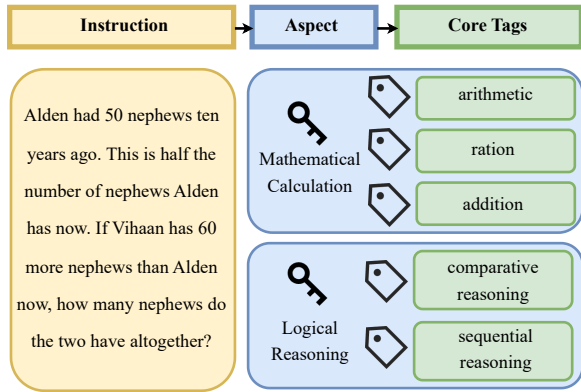 Instruction
Aspect
Core Tags
Alden had 50 nephews ten
years ago. This is half the
number of nephews Alden
has now. If Vihaan has 60
more nephews than Alden
now, how many nephews do
the two have altogether?
Mathematical
Calculation
arithmetic
ration
addition
Logical
Reasoning
comparative
reasoning
sequential
reasoning